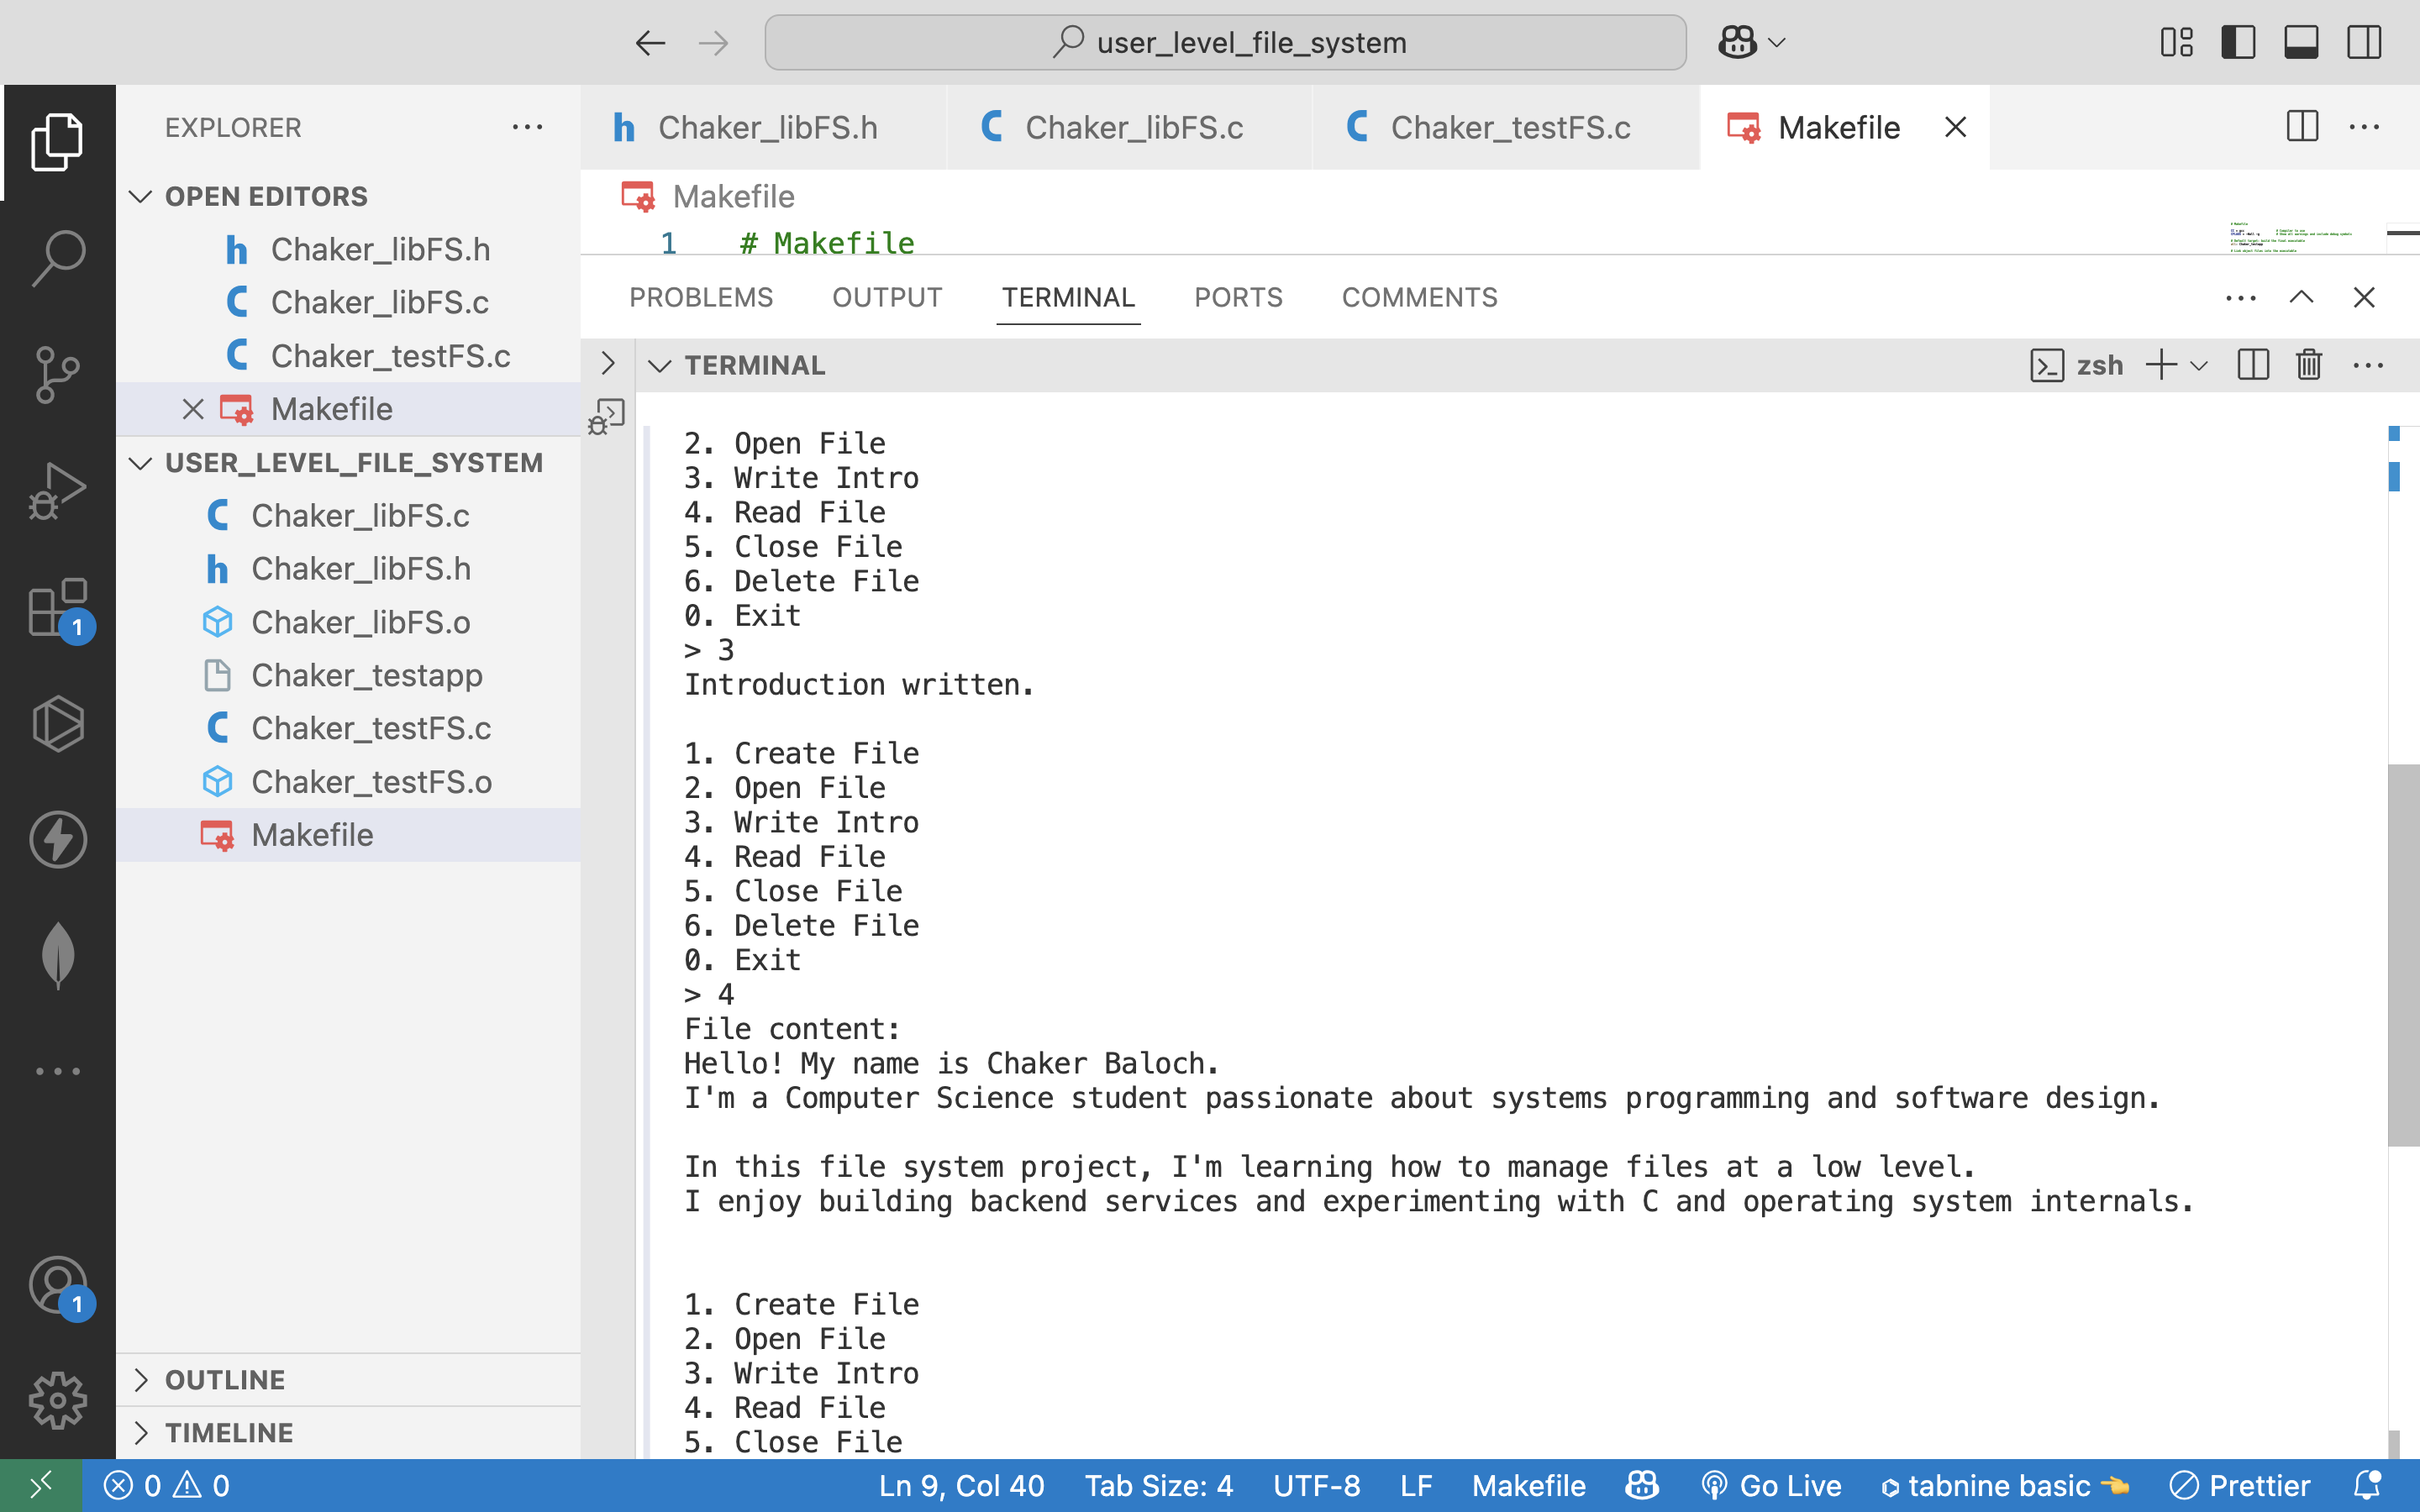 user_level_file_system
EXPLORER
OPEN EDITORS
Chaker_libFS.h
Chaker_libFS.c
Chaker_testFS.c
Makefile
USER_LEVEL_FILE_SYSTEM
Chaker_libFS.c
Chaker_libFS.h
Chaker_libFS.o
Chaker_testapp
Chaker_testFS.c
Chaker_testFS.o
Makefile
OUTLINE
TIMELINE
1
1
Chaker_libFS.h Chaker_libFS.c Chaker_testFS.c Makefile
Makefile
1 # Makefile
PROBLEMS OUTPUT TERMINAL PORTS COMMENTS
TERMINAL zsh
2. Open File
3. Write Intro
4. Read File
5. Close File
6. Delete File
0. Exit
> 3
Introduction written.
1. Create File
2. Open File
3. Write Intro
4. Read File
5. Close File
6. Delete File
0. Exit
> 4
File content:
Hello! My name is Chaker Baloch.
I'm a Computer Science student passionate about systems programming and software design.
In this file system project, I'm learning how to manage files at a low level.
I enjoy building backend services and experimenting with C and operating system internals.
1. Create File
2. Open File
3. Write Intro
4. Read File
5. Close File
0 0 Ln 9, Col 40 Tab Size: 4 UTF-8 LF Makefile Go Live tabnine basic Prettier